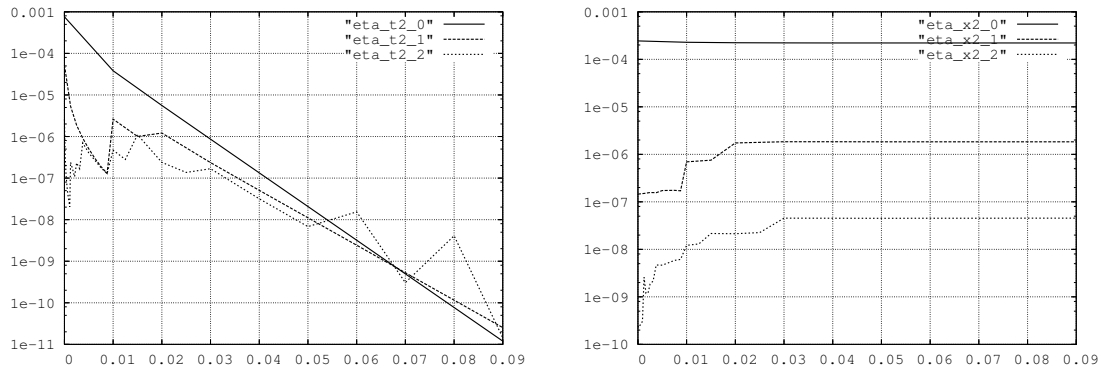 0.001
1e-04
1e-05
1e-06
1e-07
1e-08
1e-09
1e-10
1e-11
0 0.01 0.02 0.03 0.04 0.05 0.06 0.07 0.08 0.09
"eta_t2_0"
"eta_t2_1"
"eta_t2_2"
0.001
1e-04
1e-05
1e-06
1e-07
1e-08
1e-09
1e-10
0 0.01 0.02 0.03 0.04 0.05 0.06 0.07 0.08 0.09
"eta_x2_0"
"eta_x2_1"
"eta_x2_2"